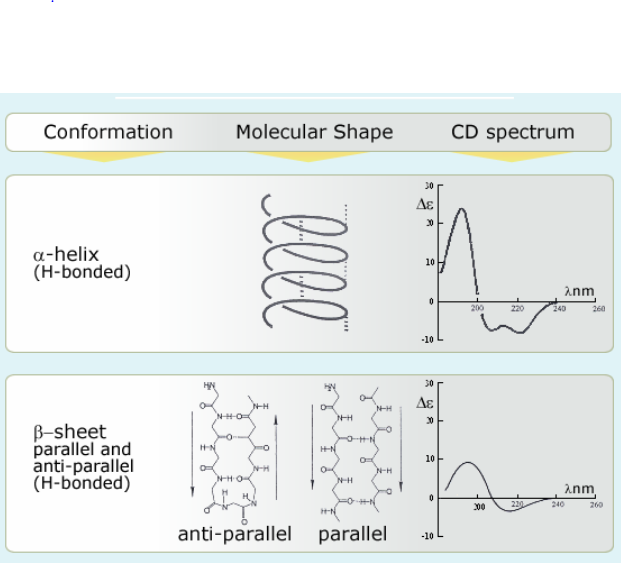 Conformation Molecular Shape CD spectrum
α-helix
(H-bonded)
30
Δε
20
10
λnm
0
200 220 240 260
-10
β-sheet
parallel and
anti-parallel
(H-bonded)
anti-parallel parallel
30
Δε
20
10
λnm
0
200 220 240 260
-10